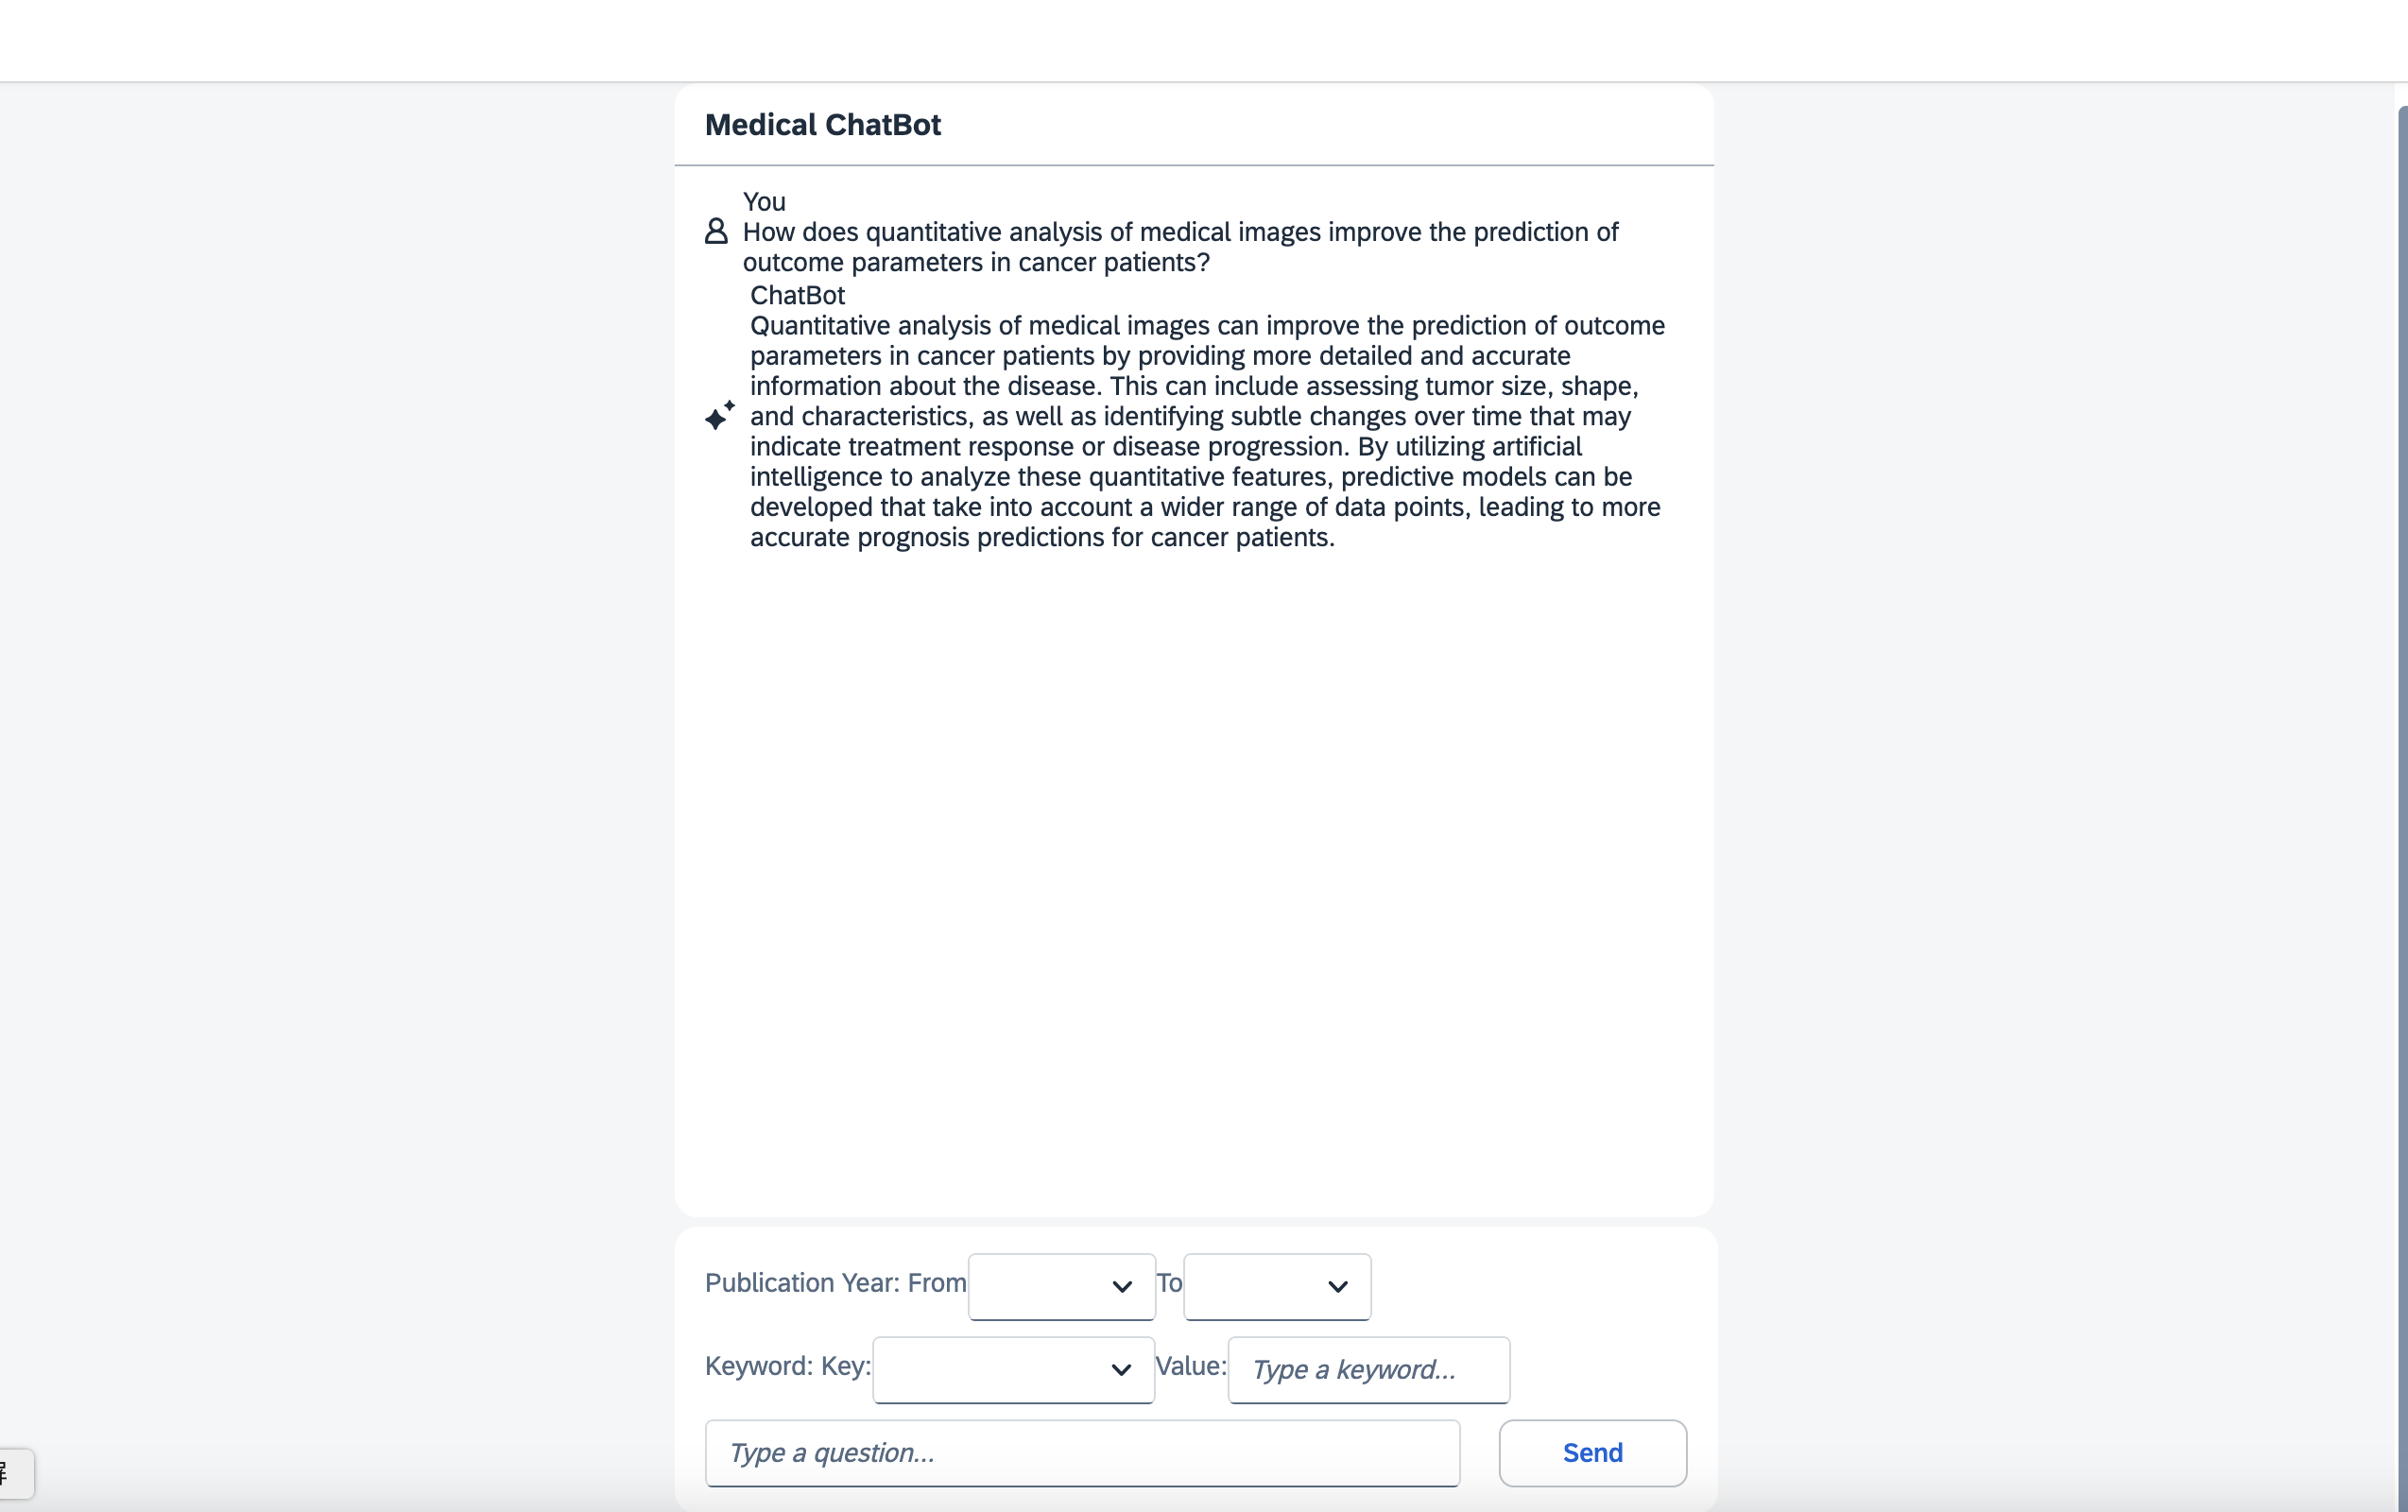 Medical ChatBot
You
How does quantitative analysis of medical images improve the prediction of
outcome parameters in cancer patients?
ChatBot
Quantitative analysis of medical images can improve the prediction of outcome
parameters in cancer patients by providing more detailed and accurate
information about the disease. This can include assessing tumor size, shape,
and characteristics, as well as identifying subtle changes over time that may
indicate treatment response or disease progression. By utilizing artificial
intelligence to analyze these quantitative features, predictive models can be
developed that take into account a wider range of data points, leading to more
accurate prognosis predictions for cancer patients.
Publication Year: From To
Keyword: Key: Value: Type a keyword...
Type a question... Send